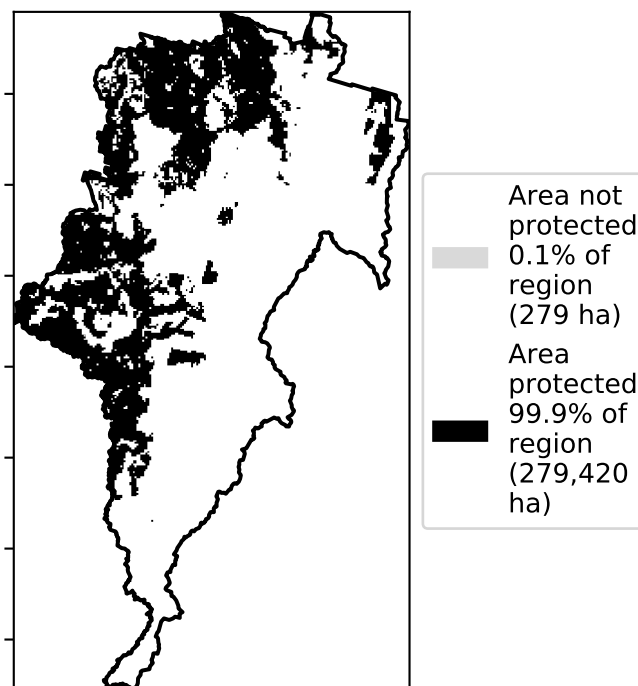 Area not
protected
0.1% of
region
(279 ha)
Area
protected
99.9% of
region
(279,420
ha)